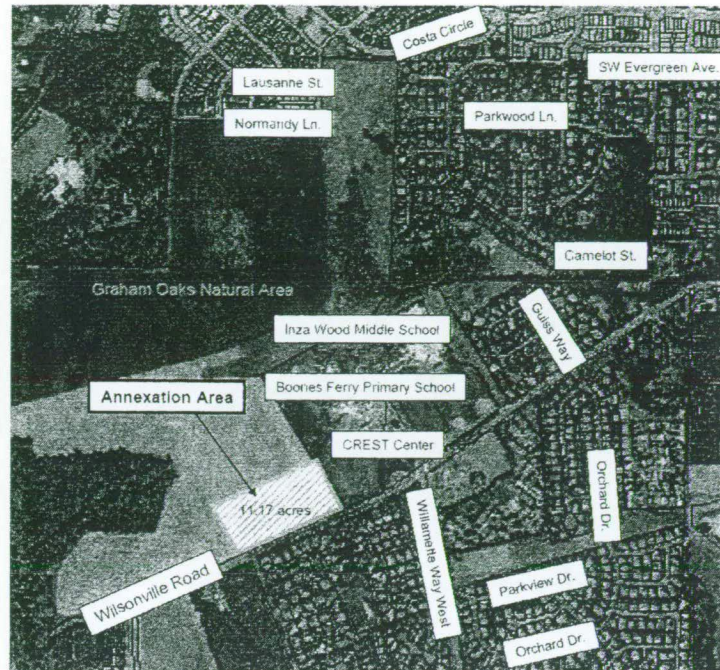 Costa Circle
SW Evergreen Ave.
Lausanne St.
Normandy Ln.
Parkwood Ln.
Camelot St.
Graham Oaks Natural Area
Inza Wood Middle School
Guiss Way
Boones Ferry Primary School
Annexation Area
CREST Center
11.17 acres
Orchard Dr.
Willamette Way West
Wilsonville Road
Parkview Dr.
Orchard Dr.